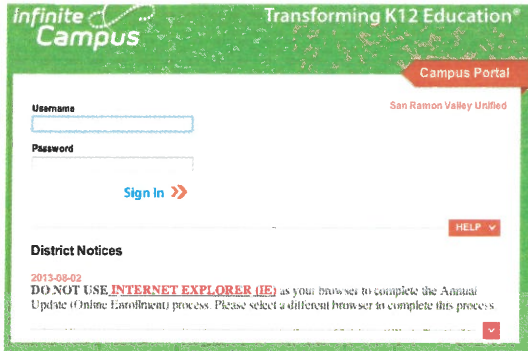 Infinite Campus
Transforming K12 Education®
Campus Portal
San Ramon Valley Unified
Username
Password
Sign In
HELP
District Notices
2013-08-02
DO NOT USE INTERNET EXPLORER (IE) as your browser to complete the Annual
Update (Online Enrollment) process. Please select a different browser to complete this process